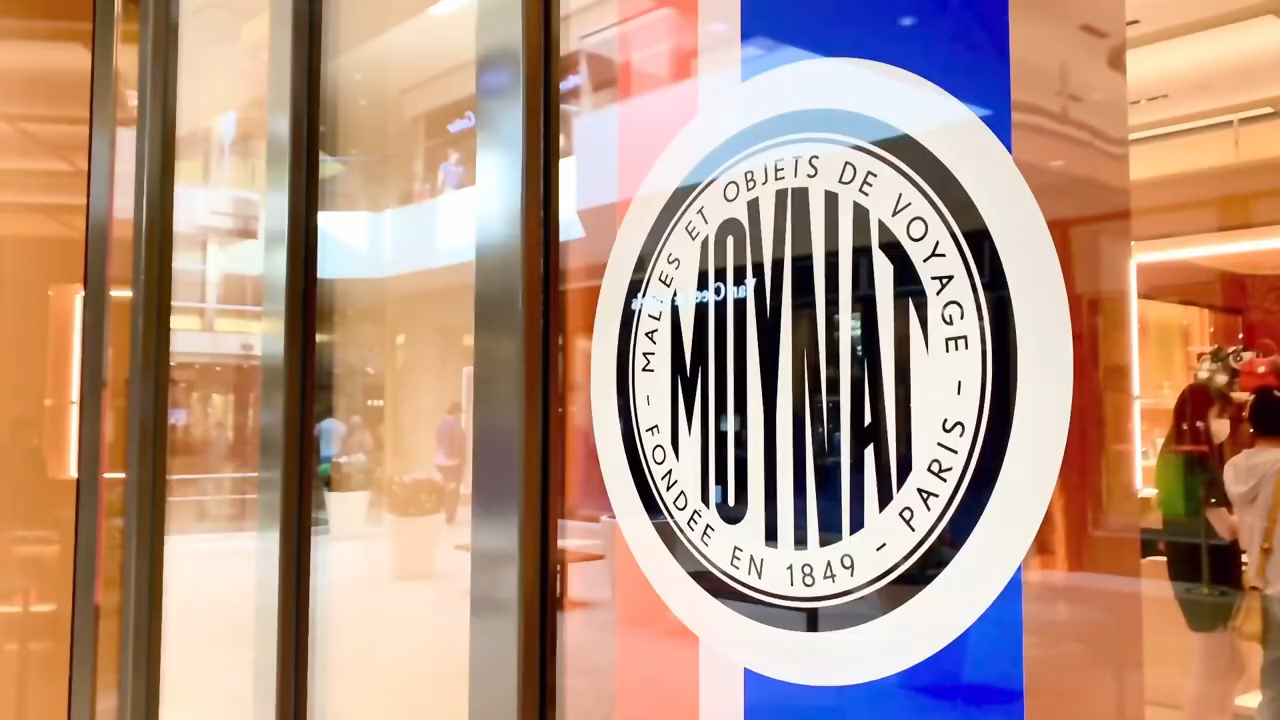 MALLES ET OBJETS DE VOYAGE - PARIS -
MOYNAT
FONDÉE EN 1849 -